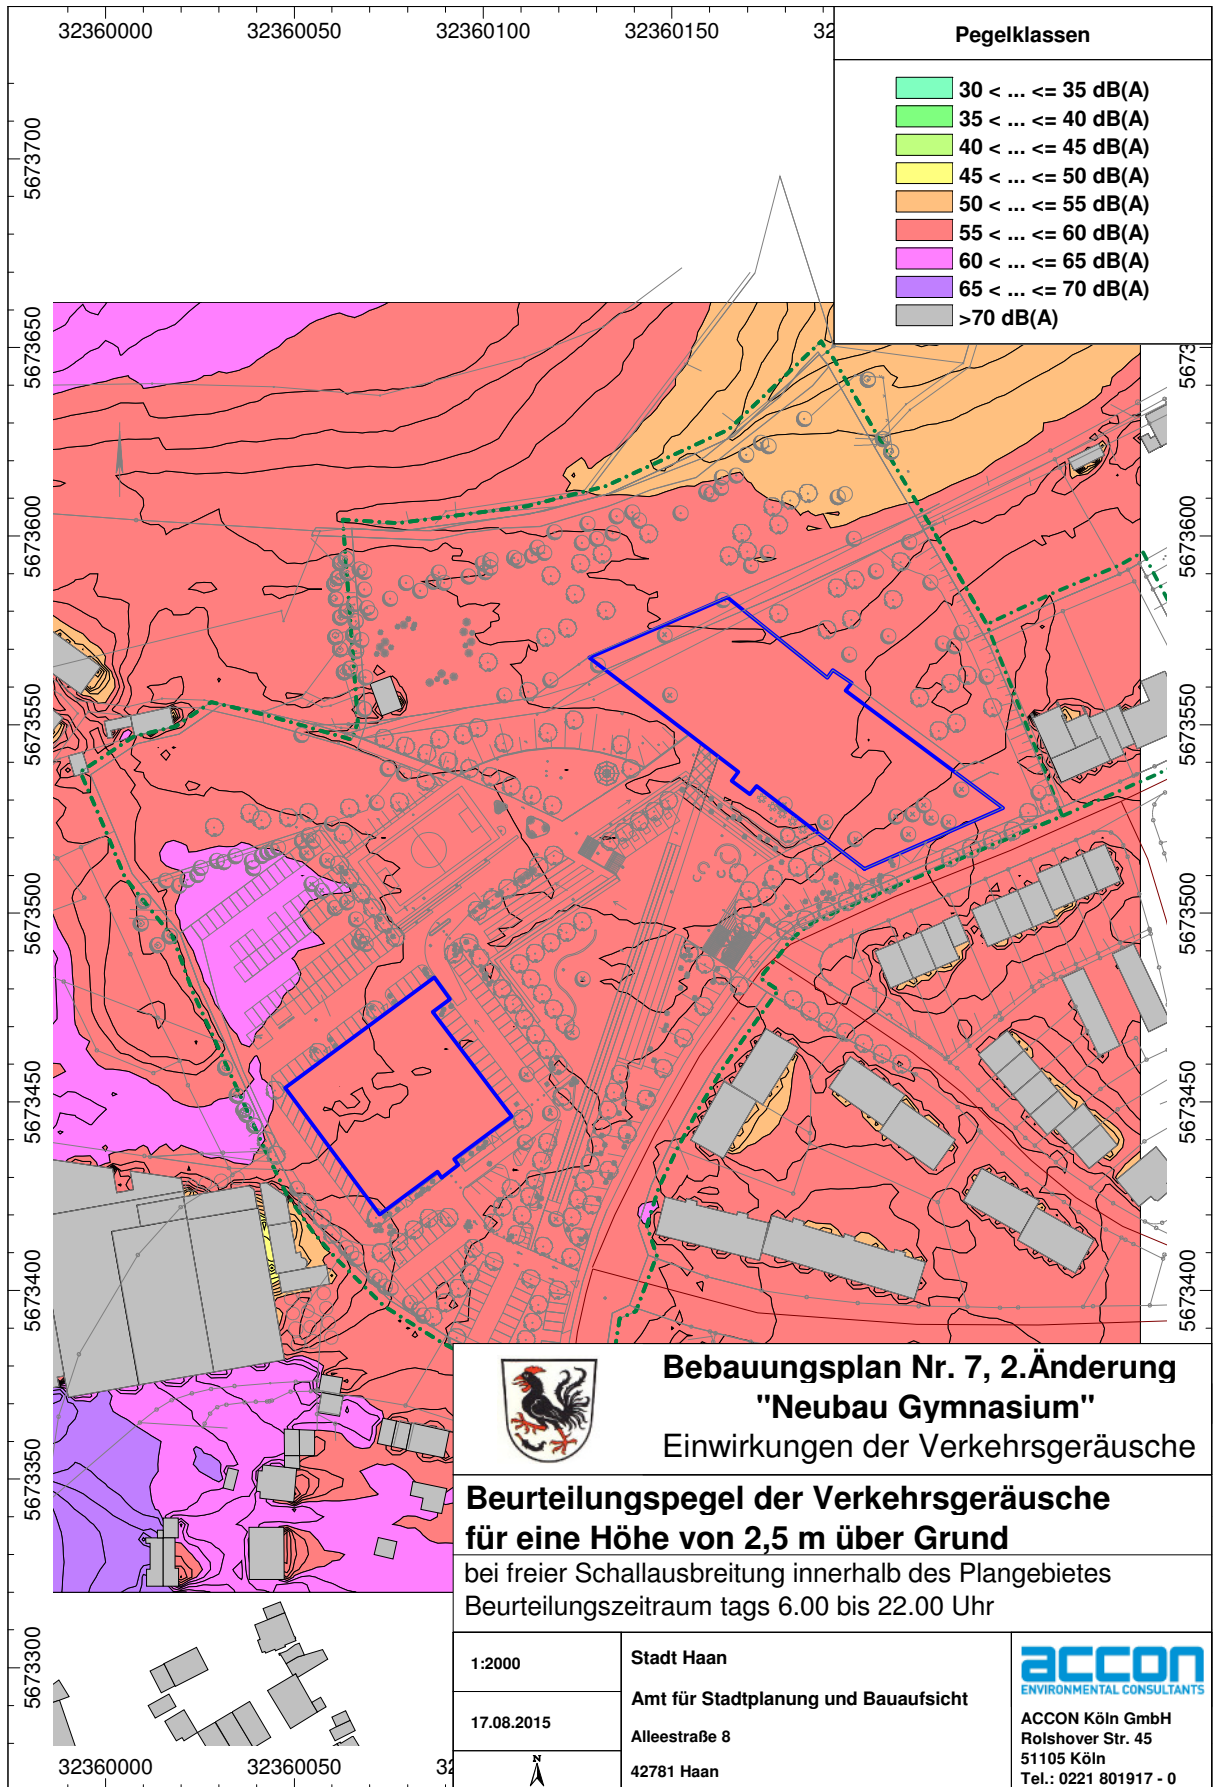 32360000 32360050 32360100 32360150 32
Pegelklassen
30 < ... <= 35 dB(A)
35 < ... <= 40 dB(A)
40 < ... <= 45 dB(A)
45 < ... <= 50 dB(A)
50 < ... <= 55 dB(A)
55 < ... <= 60 dB(A)
60 < ... <= 65 dB(A)
65 < ... <= 70 dB(A)
>70 dB(A)
5673700
5673650
5673600
5673550
5673500
5673450
5673400
5673350
5673300
5673
5673600
5673550
5673500
5673450
5673400
Bebauungsplan Nr. 7, 2.Änderung
"Neubau Gymnasium"
Einwirkungen der Verkehrsgeräusche
Beurteilungspegel der Verkehrsgeräusche
für eine Höhe von 2,5 m über Grund
bei freier Schallausbreitung innerhalb des Plangebietes
Beurteilungszeitraum tags 6.00 bis 22.00 Uhr
1:2000
17.08.2015
N
Stadt Haan
Amt für Stadtplanung und Bauaufsicht
Alleestraße 8
42781 Haan
accon
ENVIRONMENTAL CONSULTANTS
ACCON Köln GmbH
Rolshover Str. 45
51105 Köln
Tel.: 0221 801917 - 0
32360000 32360050 32